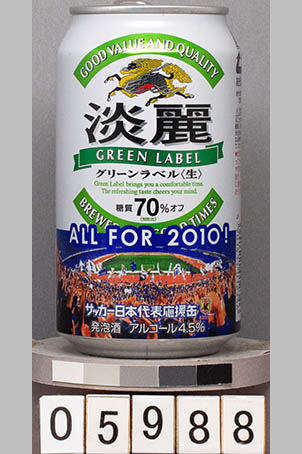 GOOD VALUE AND QUALITY
淡麗
GREEN LABEL
グリーンラベル〈生〉
Green Label brings you a comfortable time.
The refreshing taste cheers your mind.
糖質70%オフ
ALL FOR 2010!
サッカー日本代表応援缶
発泡酒 アルコール4.5%
05988